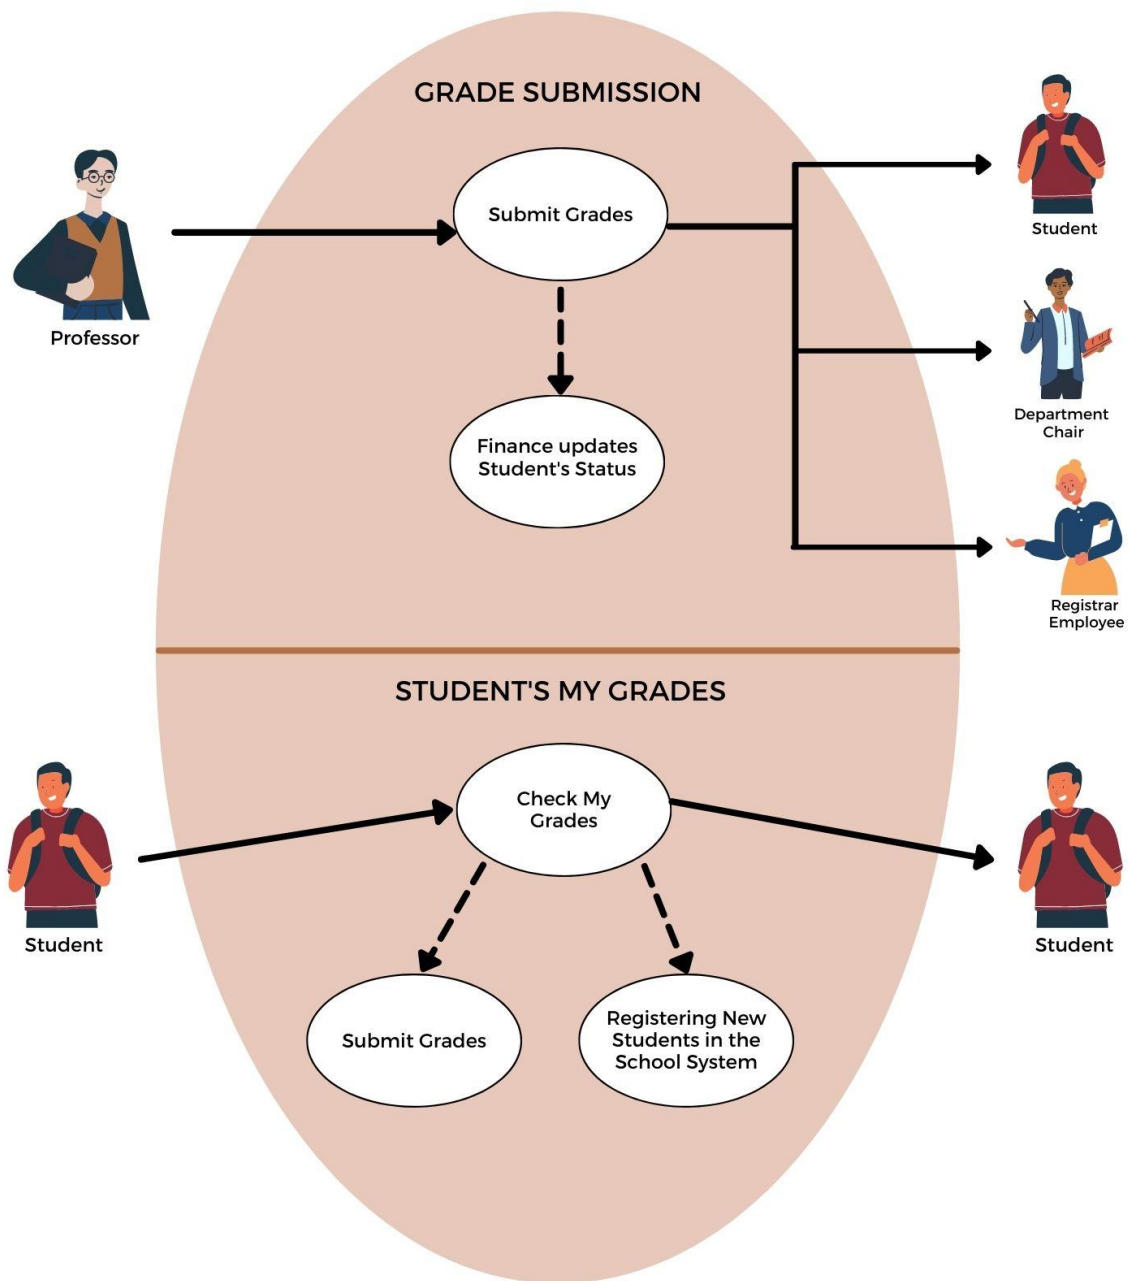 GRADE SUBMISSION
Submit Grades
Student
Professor
Department
Chair
Finance updates
Student's Status
Registrar
Employee
STUDENT'S MY GRADES
Check My
Grades
Student
Student
Submit Grades
Registering New
Students in the
School System